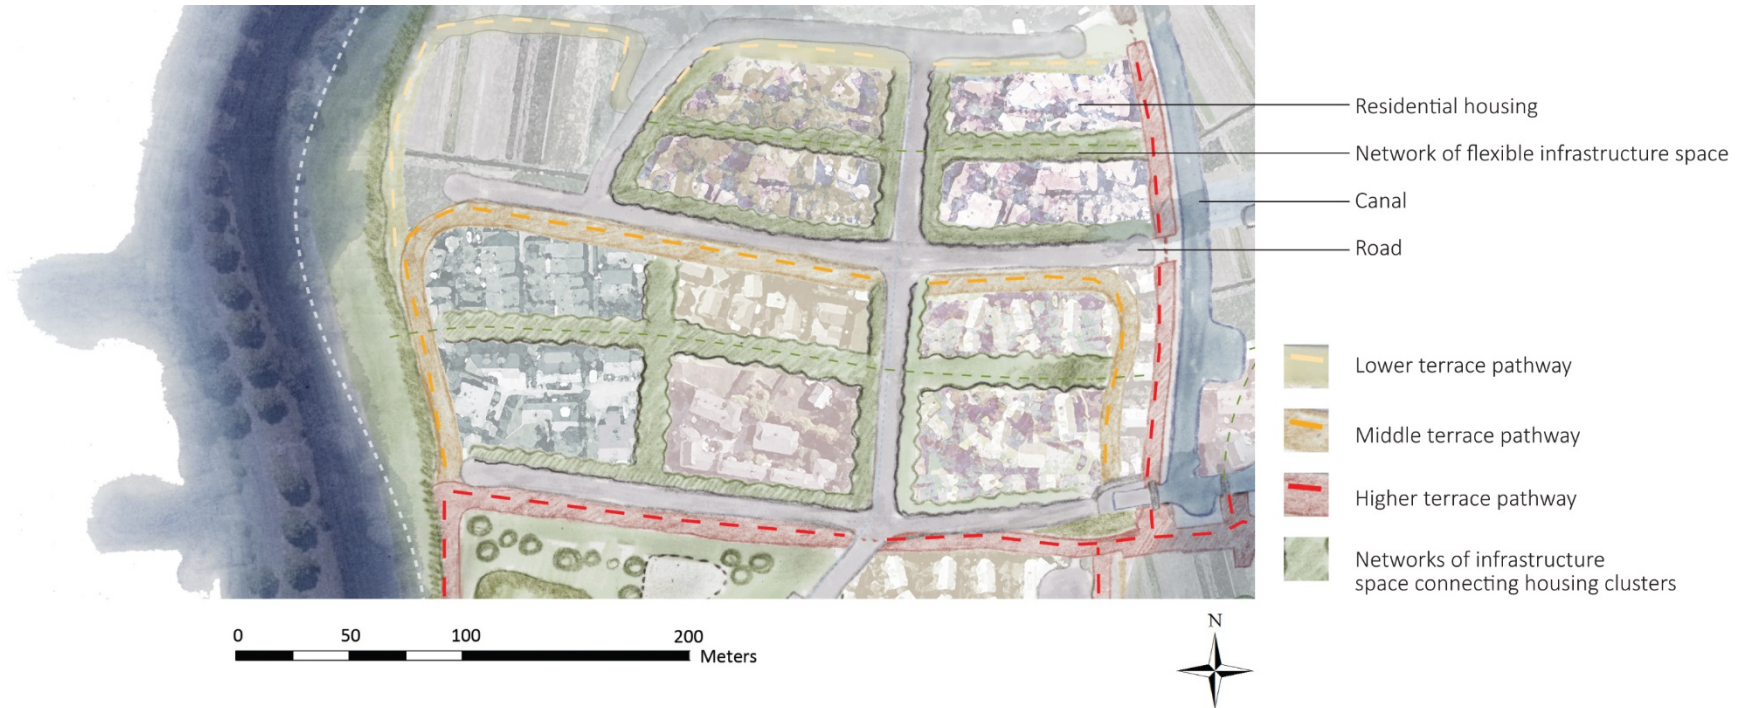 Residential housing
Network of flexible infrastructure space
Canal
Road
Lower terrace pathway
Middle terrace pathway
Higher terrace pathway
Networks of infrastructure
space connecting housing clusters
0 50 100 200
Meters
N